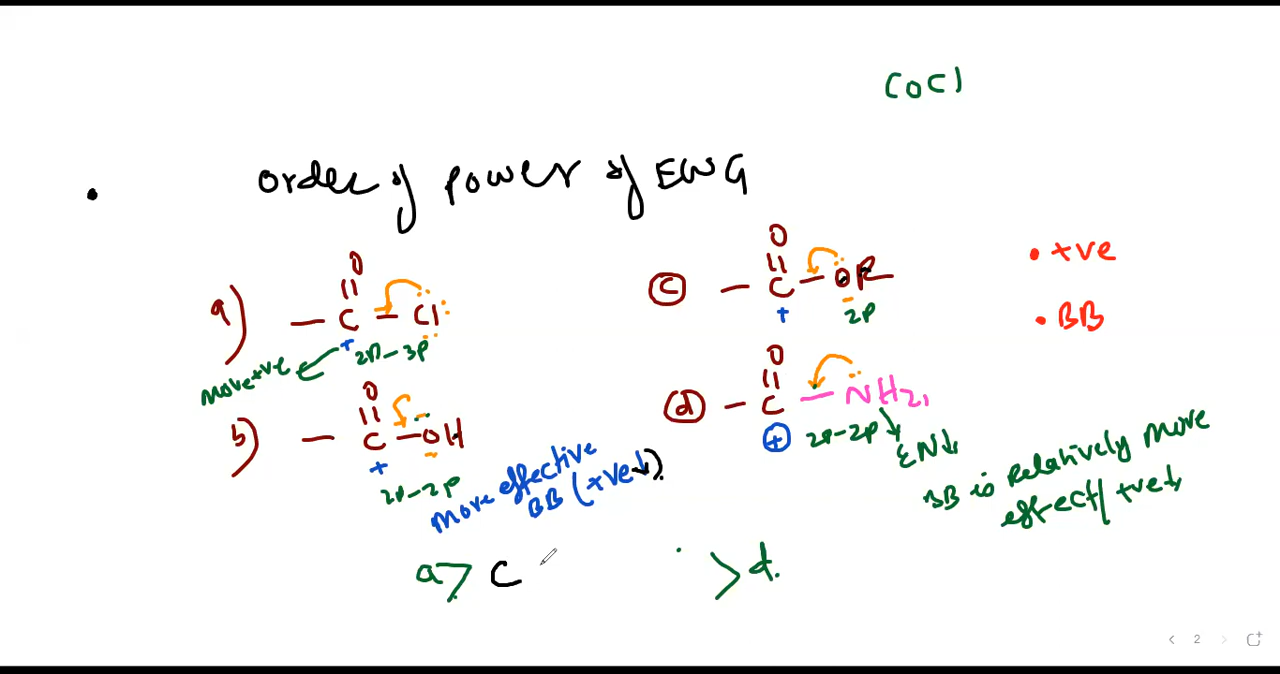 COCl
• order of power of EWG
a) O
— C — Cl
+ 2p – 3p
more +ve
b) O
— C — OH
+
2p – 2p
more effective
BB (+ve↓).
c O
— C — OR
+ 2p
d O
— C — NH2
+ 2p – 2p
EN↓
• +ve
• BB
BB is relatively more
effect/ +ve↓
a > c > d.
2